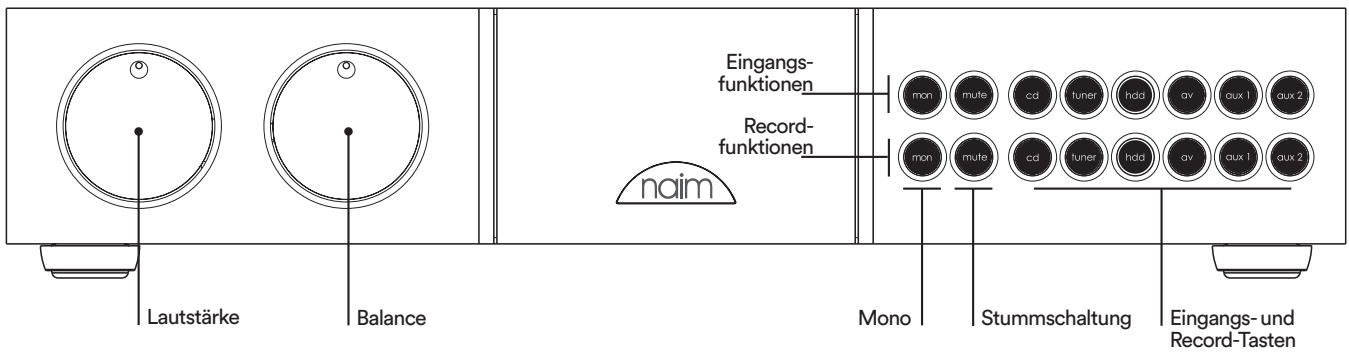 Eingangs-
funktionen
mon mute cd tuner hdd av aux 1 aux 2
Record-
funktionen
mon mute cd tuner hdd av aux 1 aux 2
naim
Lautstärke
Balance
Mono
Stummschaltung
Eingangs- und
Record-Tasten